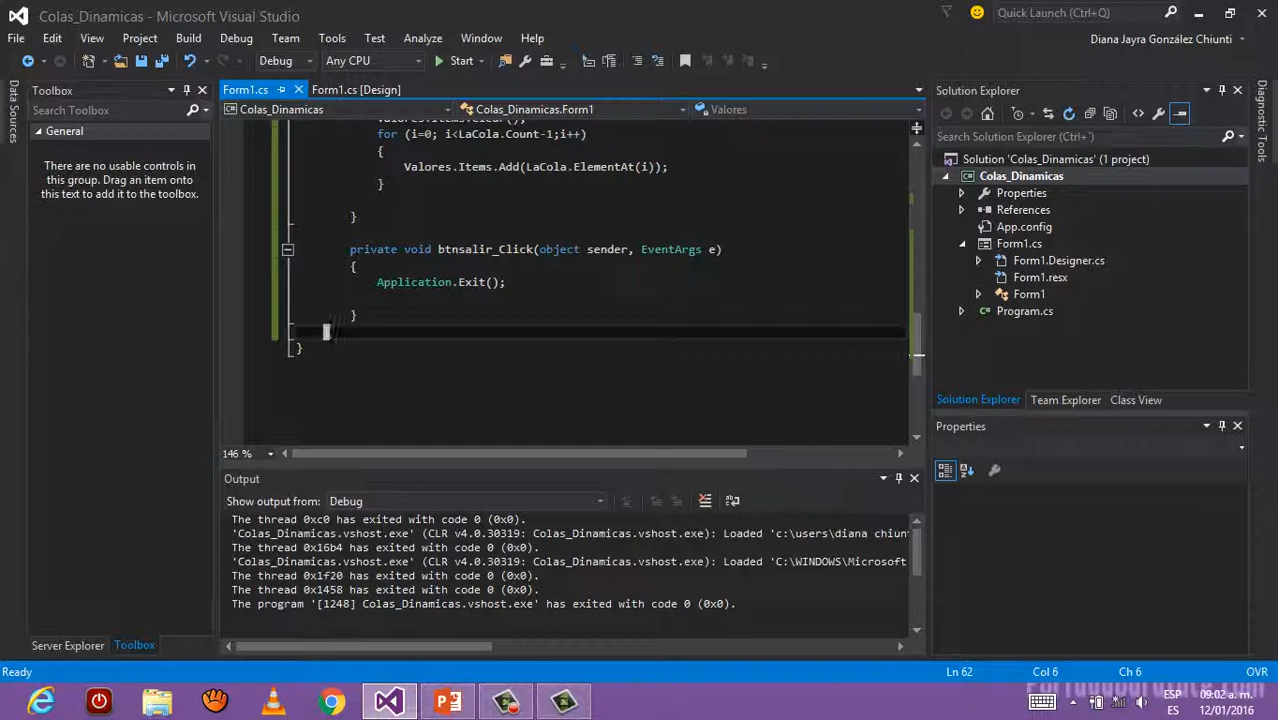 Colas_Dinamicas - Microsoft Visual Studio
Quick Launch (Ctrl+Q)
File Edit View Project Build Debug Team Tools Test Analyze Window Help
Diana Jayra González Chiunti
Debug Any CPU Start
Data Sources
Toolbox
Search Toolbox
General
There are no usable controls in
this group. Drag an item onto
this text to add it to the toolbox.
Server Explorer Toolbox
Form1.cs Form1.cs [Design]
Colas_Dinamicas Colas_Dinamicas.Form1 Valores
Valores.Items.Clear();
for (i=0; i<LaCola.Count-1;i++)
{
Valores.Items.Add(LaCola.ElementAt(i));
}
}
private void btnsalir_Click(object sender, EventArgs e)
{
Application.Exit();
}
}
146 %
Output
Show output from: Debug
The thread 0xc0 has exited with code 0 (0x0).
'Colas_Dinamicas.vshost.exe' (CLR v4.0.30319: Colas_Dinamicas.vshost.exe): Loaded 'c:\users\diana chiun
The thread 0x16b4 has exited with code 0 (0x0).
'Colas_Dinamicas.vshost.exe' (CLR v4.0.30319: Colas_Dinamicas.vshost.exe): Loaded 'C:\WINDOWS\Microsoft
The thread 0x1f20 has exited with code 0 (0x0).
The thread 0x1458 has exited with code 0 (0x0).
The program '[1248] Colas_Dinamicas.vshost.exe' has exited with code 0 (0x0).
Solution Explorer
Search Solution Explorer (Ctrl+`)
Solution 'Colas_Dinamicas' (1 project)
Colas_Dinamicas
Properties
References
App.config
Form1.cs
Form1.Designer.cs
Form1.resx
Form1
Program.cs
Solution Explorer Team Explorer Class View
Properties
Diagnostic Tools
Ready Ln 62 Col 6 Ch 6 OVR
ESP 09:02 a. m.
ES 12/01/2016